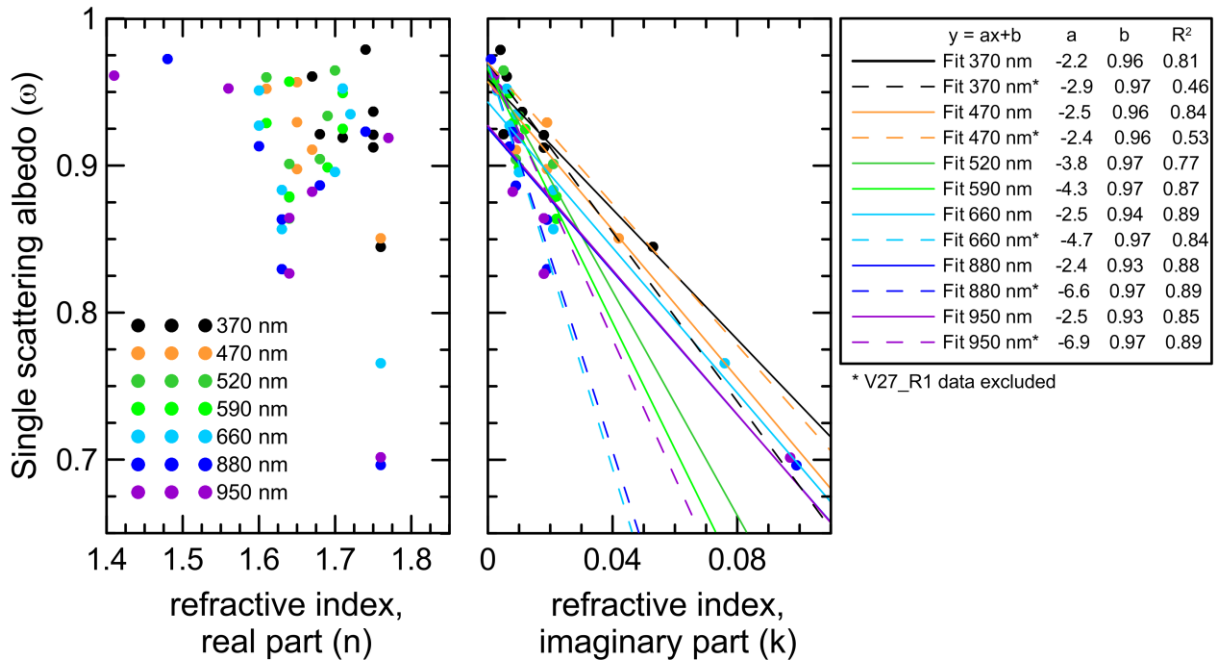 Single scattering albedo (ω)
1
0.9
0.8
0.7
370 nm
470 nm
520 nm
590 nm
660 nm
880 nm
950 nm
1.4 1.5 1.6 1.7 1.8
refractive index,
real part (n)
0 0.04 0.08
refractive index,
imaginary part (k)
y = ax+b a b R²
Fit 370 nm -2.2 0.96 0.81
Fit 370 nm* -2.9 0.97 0.46
Fit 470 nm -2.5 0.96 0.84
Fit 470 nm* -2.4 0.96 0.53
Fit 520 nm -3.8 0.97 0.77
Fit 590 nm -4.3 0.97 0.87
Fit 660 nm -2.5 0.94 0.89
Fit 660 nm* -4.7 0.97 0.84
Fit 880 nm -2.4 0.93 0.88
Fit 880 nm* -6.6 0.97 0.89
Fit 950 nm -2.5 0.93 0.85
Fit 950 nm* -6.9 0.97 0.89
* V27_R1 data excluded